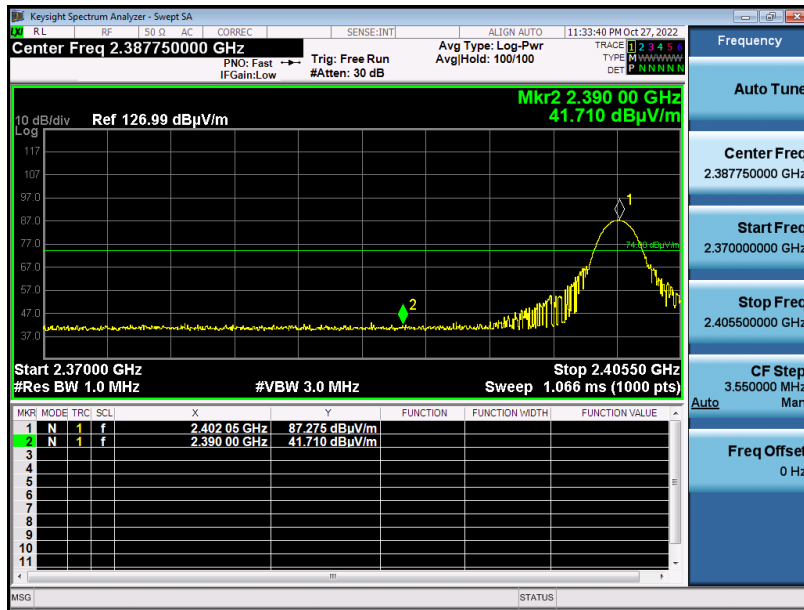 Keysight Spectrum Analyzer - Swept SA
LXI RL RF 50 Ω AC CORREC SENSE:INT ALIGN AUTO 11:33:40 PM Oct 27, 2022
Center Freq 2.387750000 GHz
PNO: Fast
IFGain:Low
Trig: Free Run
#Atten: 30 dB
Avg Type: Log-Pwr
Avg|Hold: 100/100
TRACE 1 2 3 4 5 6
TYPE M W W W W W
DET P N N N N N
Mkr2 2.390 00 GHz
41.710 dBµV/m
10 dB/div Ref 126.99 dBµV/m
Log
117
107
97.0
87.0
77.0
67.0
57.0
47.0
37.0
1
2
74.00 dBµV/m
Start 2.37000 GHz Stop 2.40550 GHz
#Res BW 1.0 MHz #VBW 3.0 MHz Sweep 1.066 ms (1000 pts)
MKR MODE TRC SCL X Y FUNCTION FUNCTION WIDTH FUNCTION VALUE
1 N 1 f 2.402 05 GHz 87.275 dBµV/m
2 N 1 f 2.390 00 GHz 41.710 dBµV/m
3
4
5
6
7
8
9
10
11
MSG STATUS
Frequency
Auto Tune
Center Freq
2.387750000 GHz
Start Freq
2.370000000 GHz
Stop Freq
2.405500000 GHz
CF Step
3.550000 MHz
Auto Man
Freq Offset
0 Hz